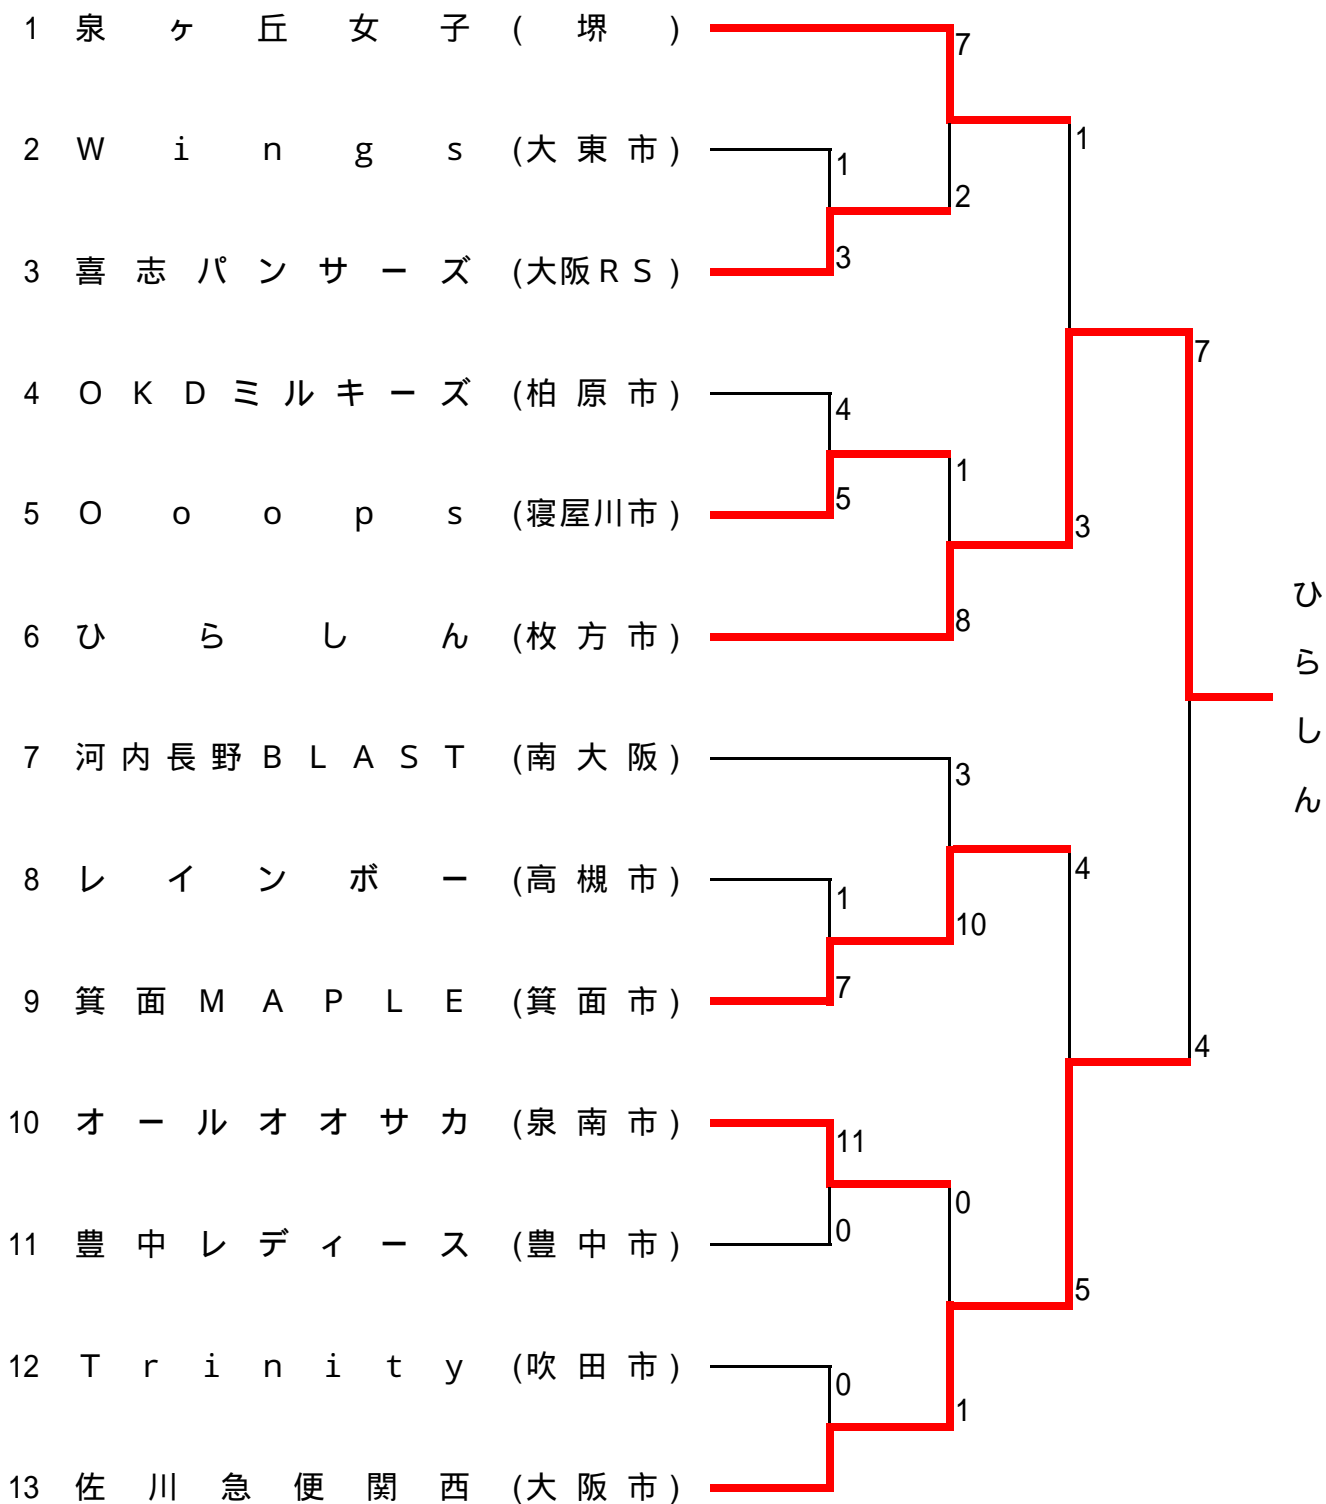 1 泉ヶ丘女子 (堺)
7
2 Wings (大東市)
1
1
2
3 喜志パンサーズ (大阪RS)
3
7
4 OKDミルキーズ (柏原市)
4
1
5 Ooops (寝屋川市)
5
3
6 ひらしん (枚方市)
8
ひらしん
7 河内長野BLAST (南大阪)
3
8 レインボー (高槻市)
1
4
10
9 箕面MAPLE (箕面市)
7
4
10 オールオオサカ (泉南市)
11
0
11 豊中レディース (豊中市)
0
5
12 Trinity (吹田市)
0
1
13 佐川急便関西 (大阪市)